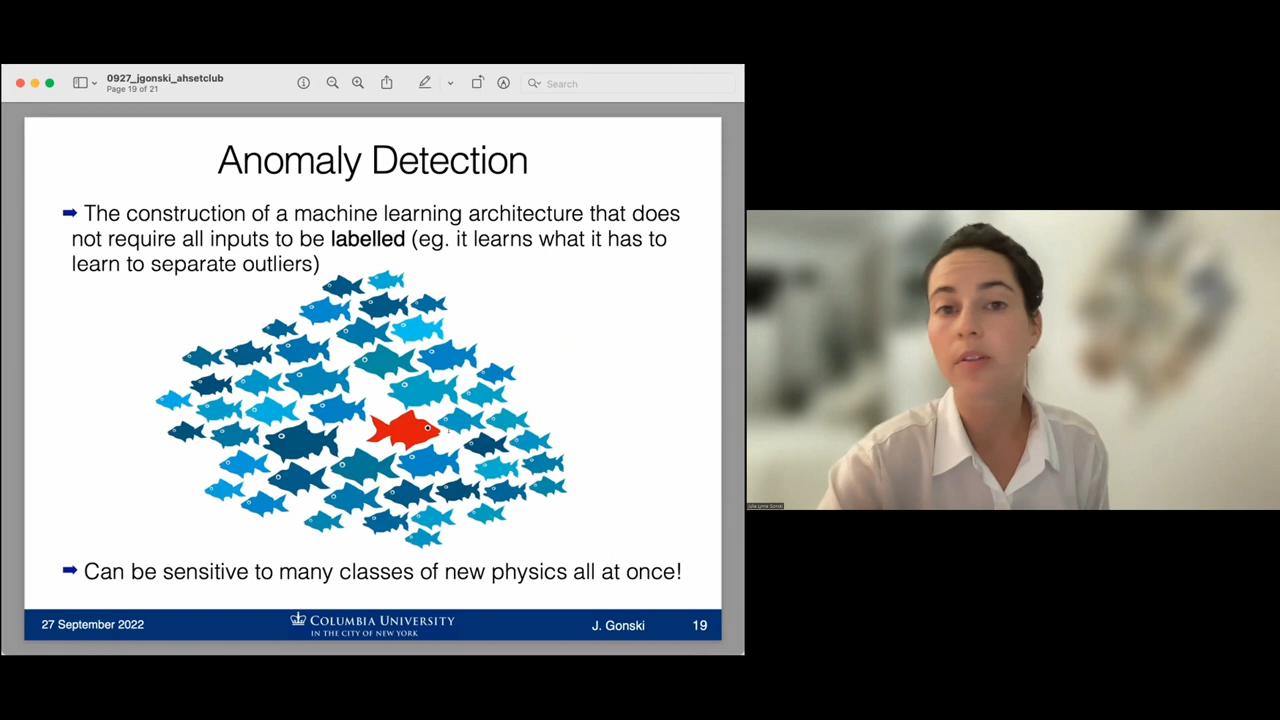 0927_jgonski_ahsetclub
Page 19 of 21
Search
Anomaly Detection
➡ The construction of a machine learning architecture that does
not require all inputs to be labelled (eg. it learns what it has to
learn to separate outliers)
➡ Can be sensitive to many classes of new physics all at once!
27 September 2022
COLUMBIA UNIVERSITY
IN THE CITY OF NEW YORK
J. Gonski
19
Julia Lynne Gonski